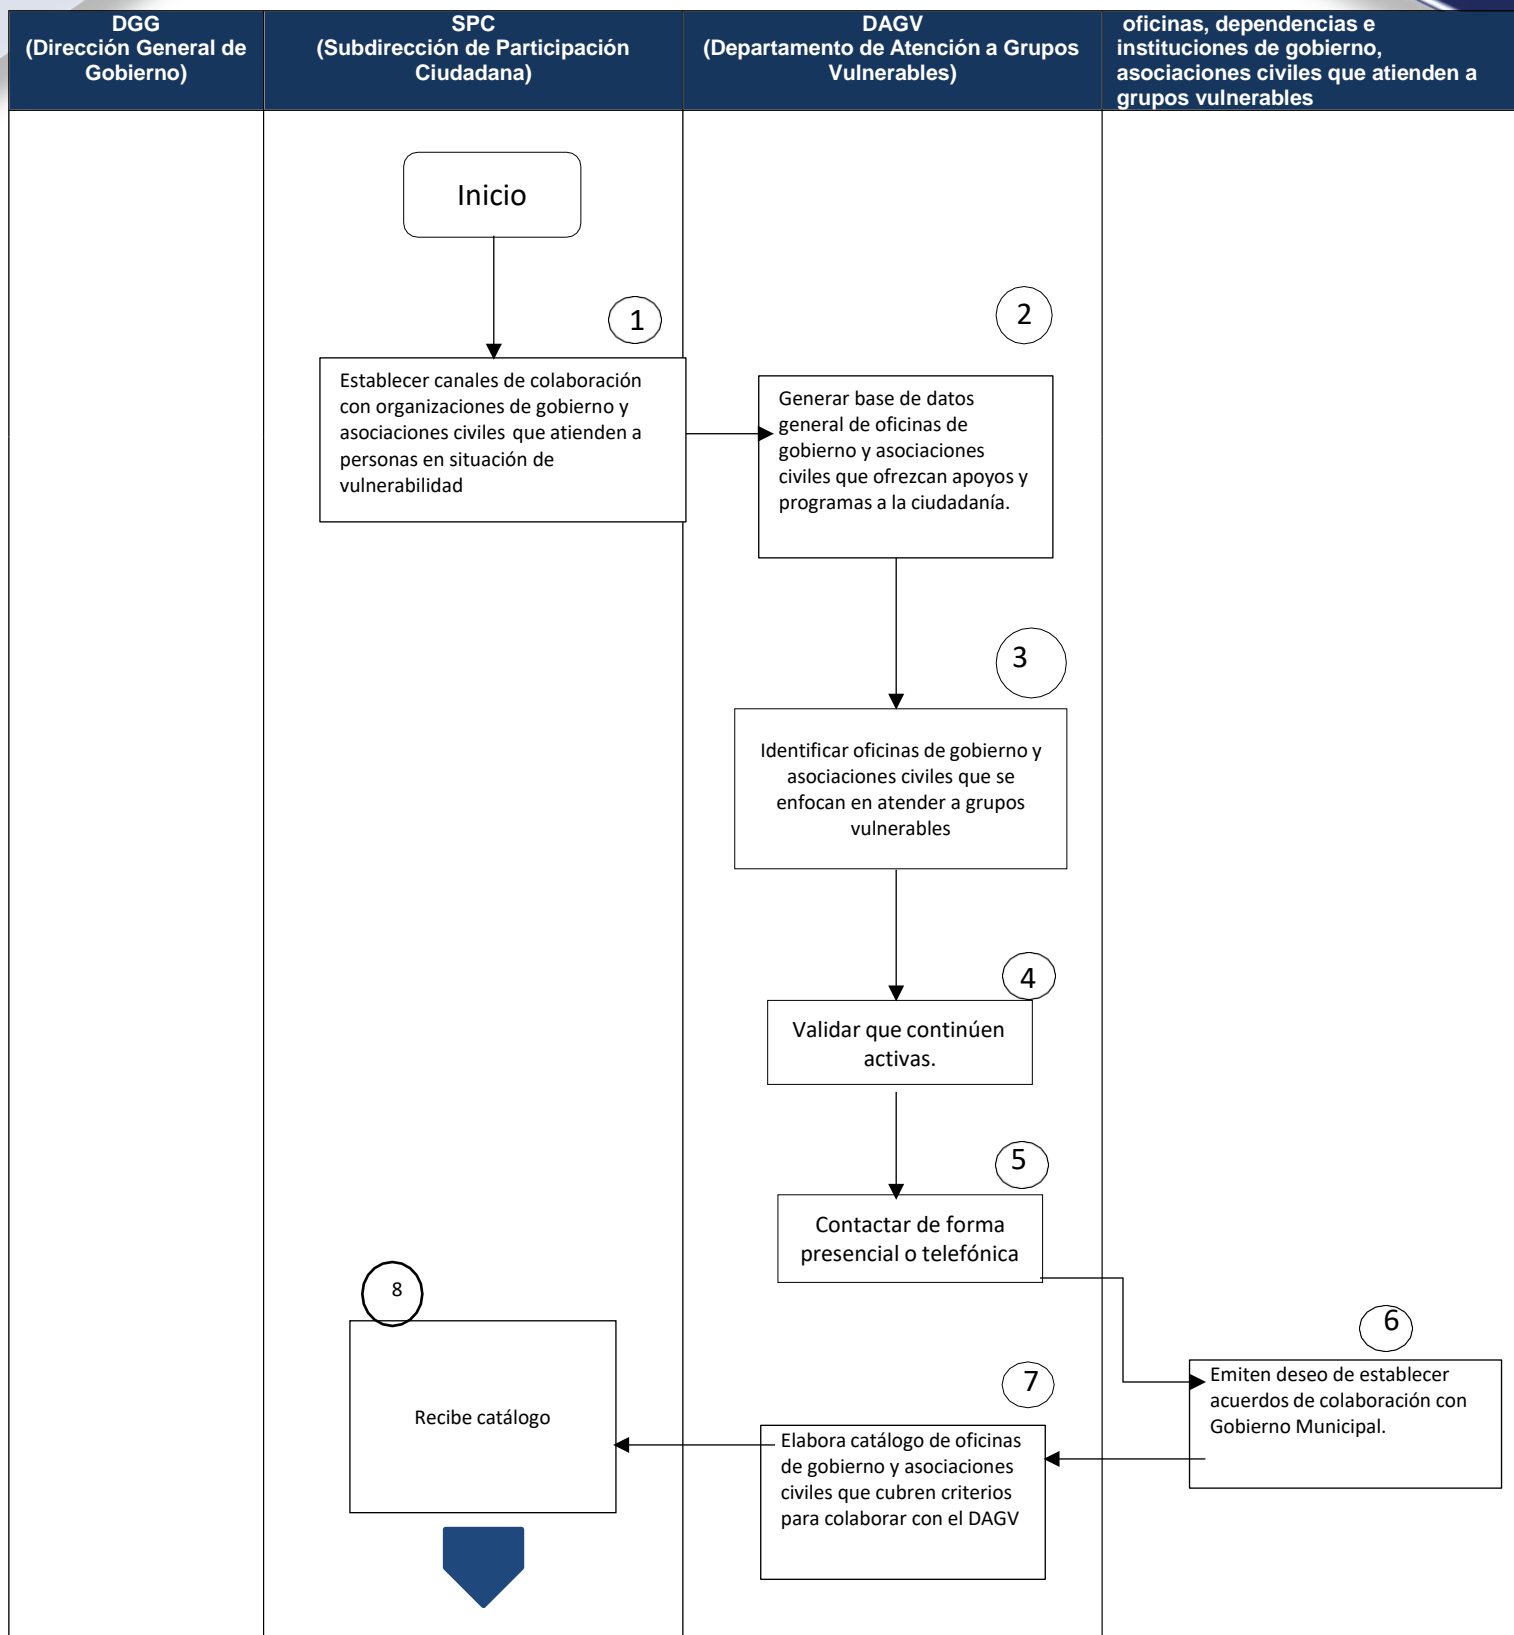 DGG
(Dirección General de
Gobierno)
SPC
(Subdirección de Participación
Ciudadana)
DAGV
(Departamento de Atención a Grupos
Vulnerables)
oficinas, dependencias e
instituciones de gobierno,
asociaciones civiles que atienden a
grupos vulnerables
Inicio
1
Establecer canales de colaboración
con organizaciones de gobierno y
asociaciones civiles que atienden a
personas en situación de
vulnerabilidad
2
Generar base de datos
general de oficinas de
gobierno y asociaciones
civiles que ofrezcan apoyos y
programas a la ciudadanía.
3
Identificar oficinas de gobierno y
asociaciones civiles que se
enfocan en atender a grupos
vulnerables
4
Validar que continúen
activas.
5
Contactar de forma
presencial o telefónica
6
Emiten deseo de establecer
acuerdos de colaboración con
Gobierno Municipal.
7
Elabora catálogo de oficinas
de gobierno y asociaciones
civiles que cubren criterios
para colaborar con el DAGV
8
Recibe catálogo